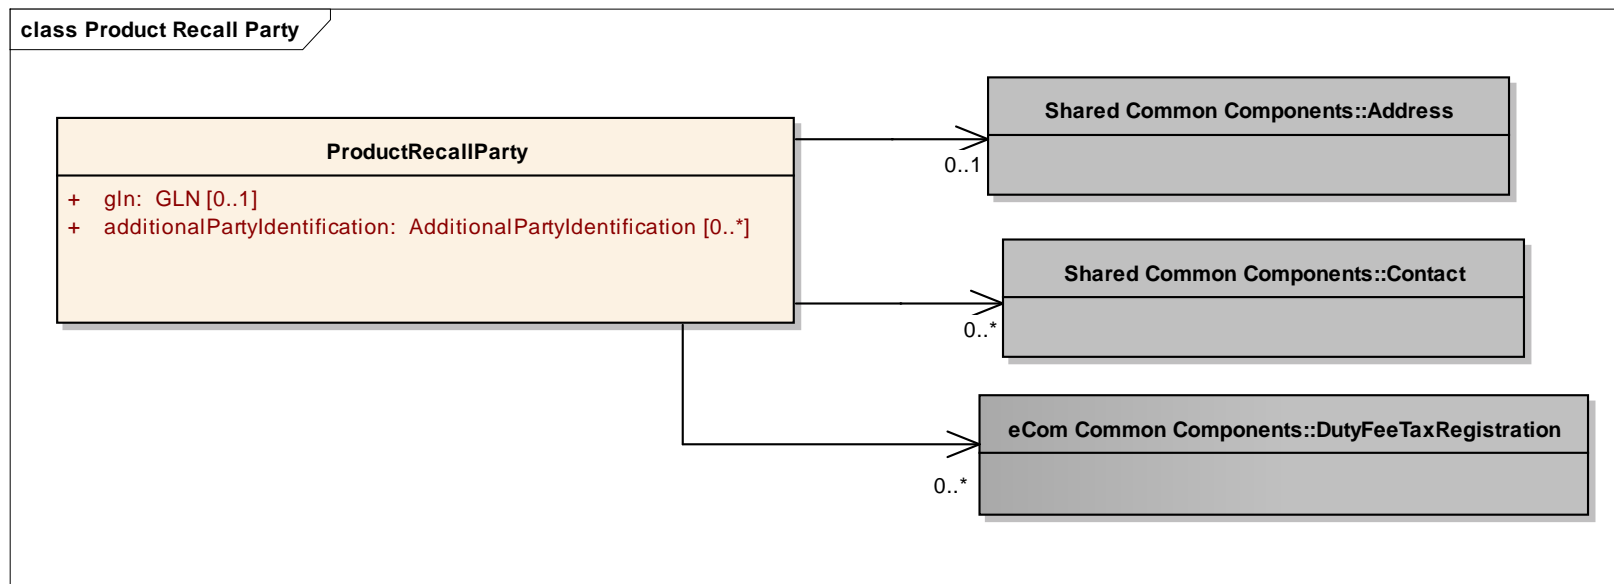 class Product Recall Party
ProductRecallParty
+ gln: GLN [0..1]
+ additionalPartyIdentification: AdditionalPartyIdentification [0..*]
Shared Common Components::Address
0..1
Shared Common Components::Contact
0..*
eCom Common Components::DutyFeeTaxRegistration
0..*